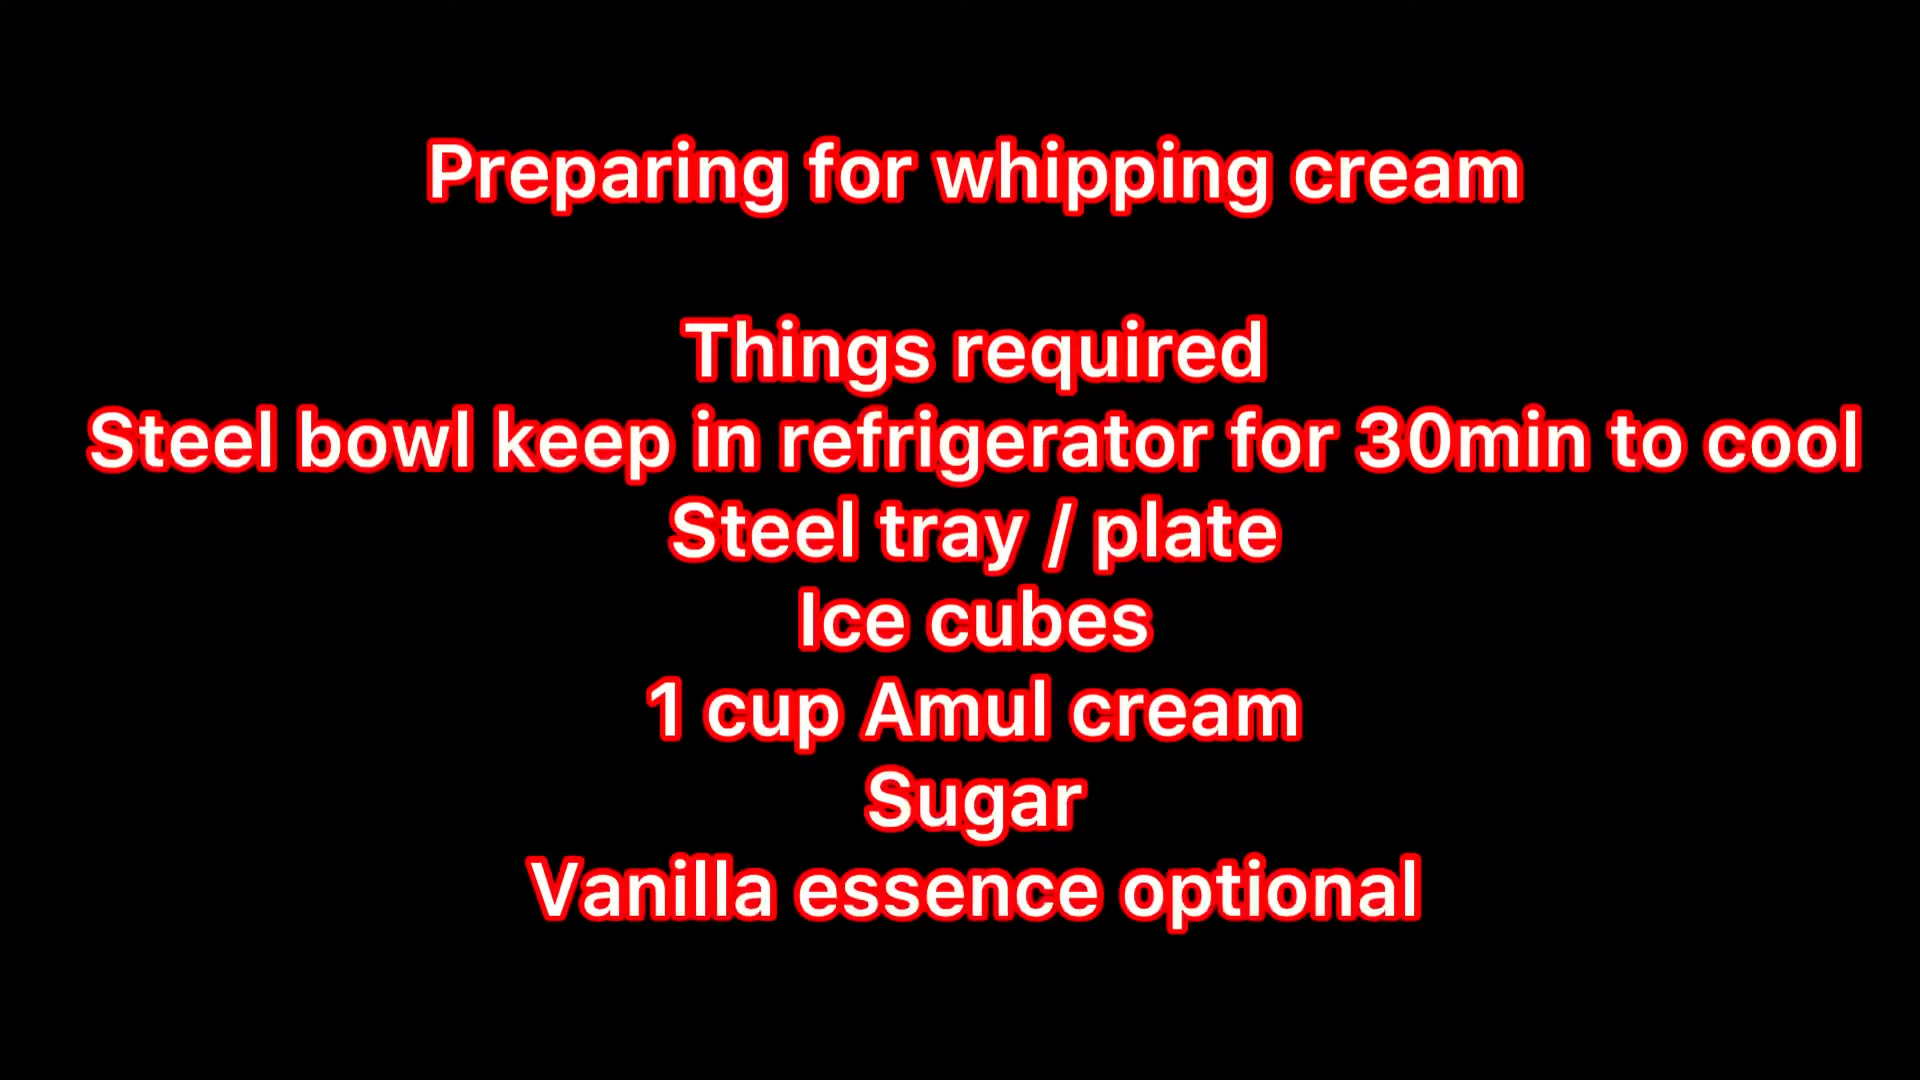 Preparing for whipping cream
Things required
Steel bowl keep in refrigerator for 30min to cool
Steel tray / plate
Ice cubes
1 cup Amul cream
Sugar
Vanilla essence optional